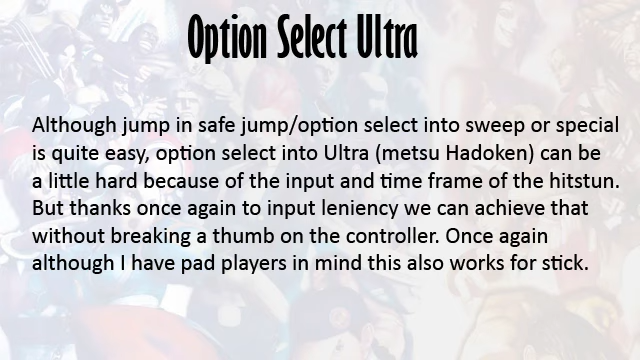 Option Select Ultra
Although jump in safe jump/option select into sweep or special
is quite easy, option select into Ultra (metsu Hadoken) can be
a little hard because of the input and time frame of the hitstun.
But thanks once again to input leniency we can achieve that
without breaking a thumb on the controller. Once again
although I have pad players in mind this also works for stick.